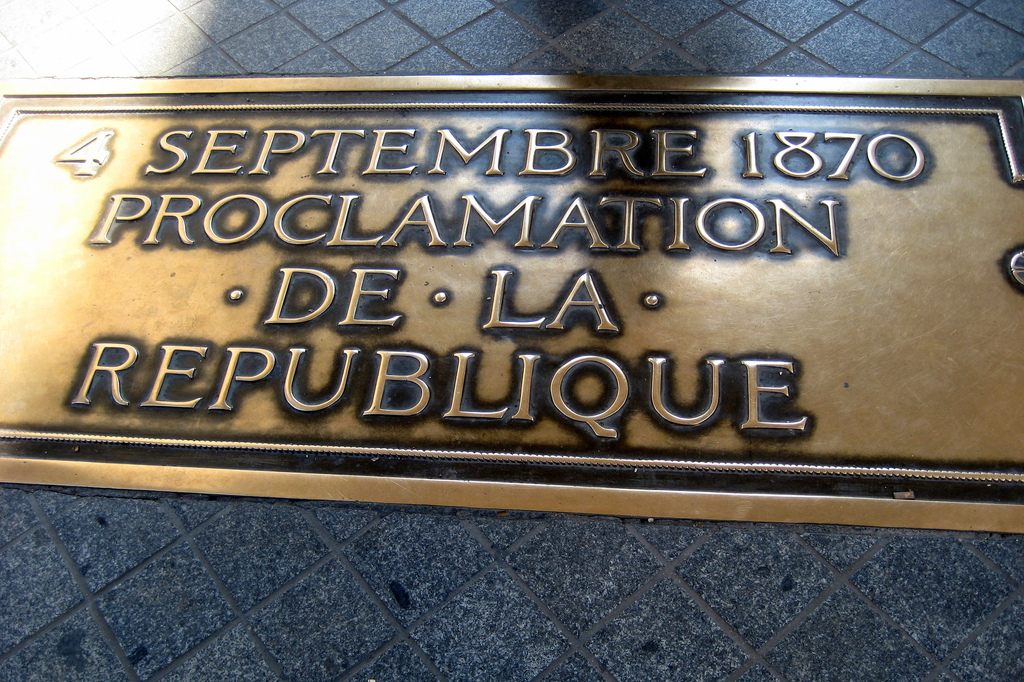 4 SEPTEMBRE 1870
PROCLAMATION
· DE · LA ·
REPUBLIQUE